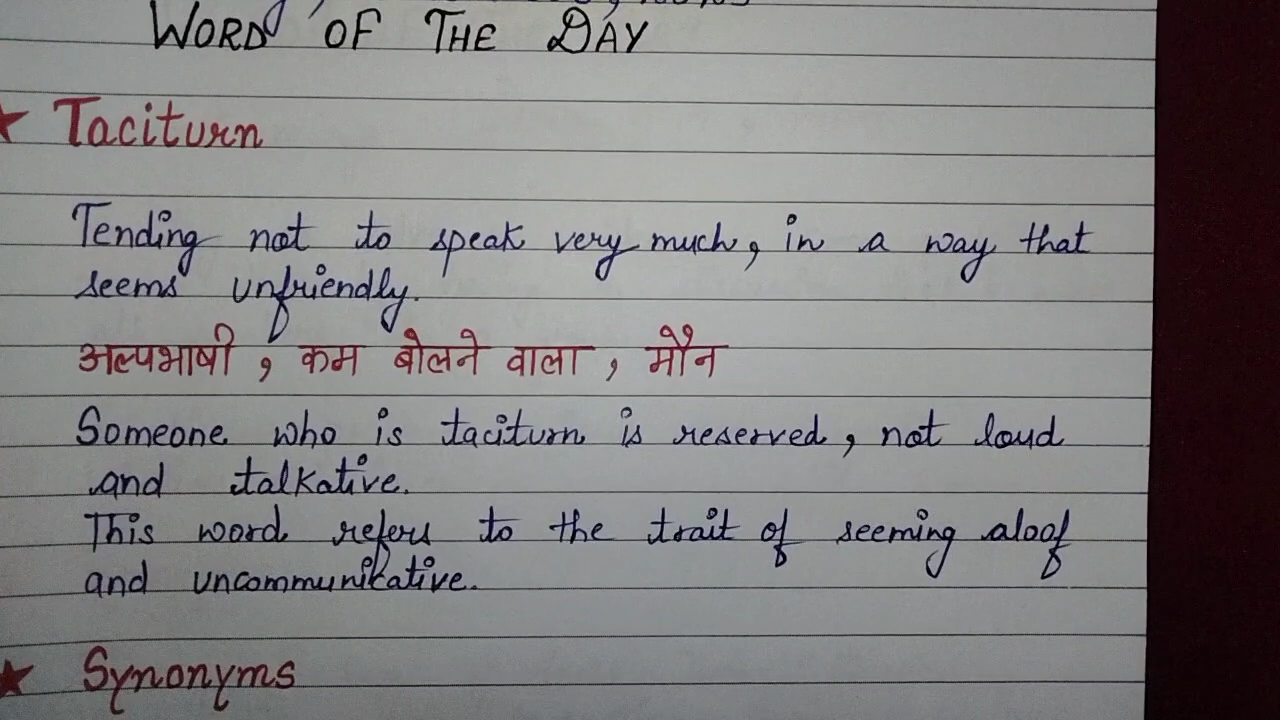 WORD OF THE DAY
★ Taciturn
Tending not to speak very much, in a way that
seems unfriendly.
अल्पभाषी, कम बोलने वाला, मौन
Someone who is taciturn is reserved, not loud
and talkative.
This word refers to the trait of seeming aloof
and uncommunikative.
★ Synonyms